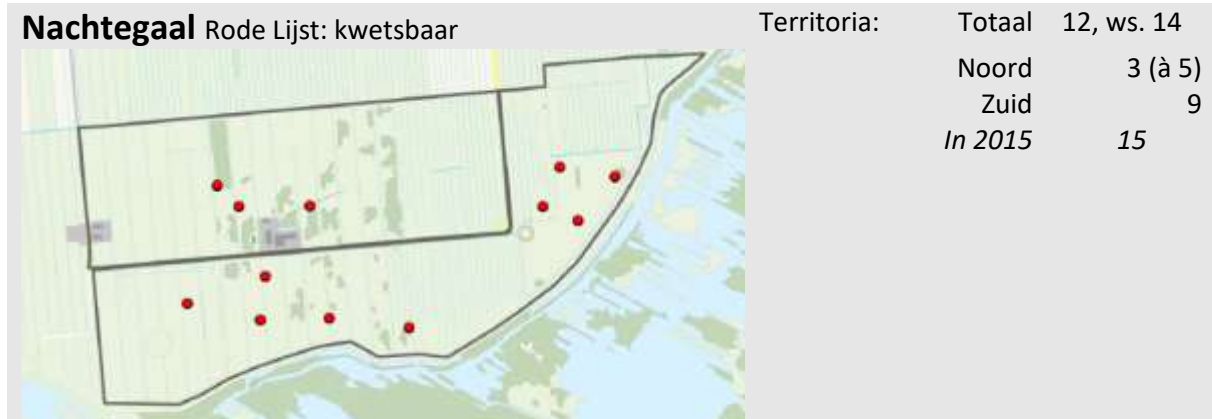 Nachtegaal Rode Lijst: kwetsbaar
Territoria: Totaal 12, ws. 14
Noord 3 (à 5)
Zuid 9
In 2015 15